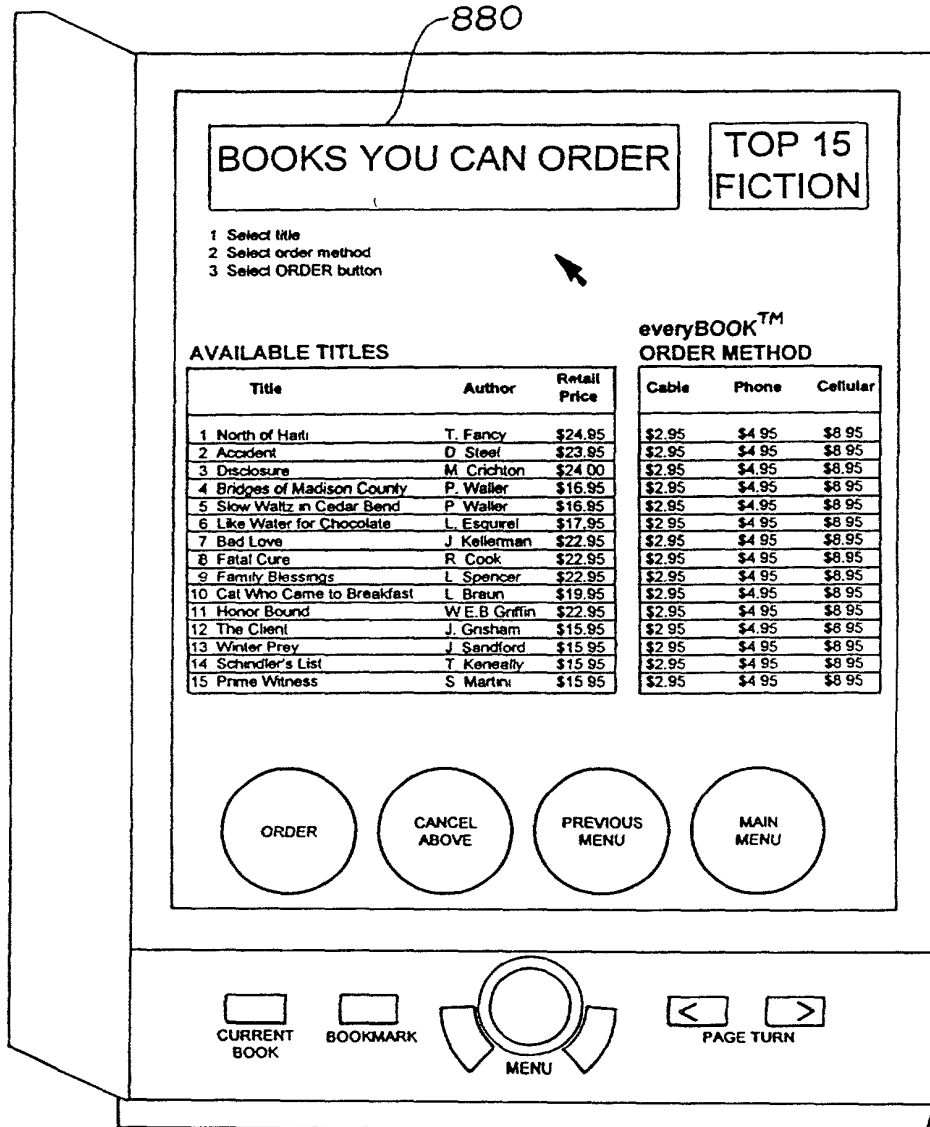 880
BOOKS YOU CAN ORDER
TOP 15
FICTION
1 Select title
2 Select order method
3 Select ORDER button
everyBOOK™
AVAILABLE TITLES ORDER METHOD
Title Author Retail Price Cable Phone Cellular
1 North of Haiti T. Fancy $24.95 $2.95 $4 95 $8 95
2 Accident D Steel $23.95 $2.95 $4 95 $8 95
3 Disclosure M Crichton $24 00 $2.95 $4.95 $8.95
4 Bridges of Madison County P. Waller $16.95 $2.95 $4 95 $8 95
5 Slow Waltz in Cedar Bend P Waller $16.95 $2.95 $4.95 $8 95
6 Like Water for Chocolate L. Esquirel $17.95 $2 95 $4 95 $8 95
7 Bad Love J Kellerman $22.95 $2.95 $4 95 $8.95
8 Fatal Cure R Cook $22.95 $2.95 $4 95 $8.95
9 Family Blessings L Spencer $22.95 $2.95 $4 95 $8.95
10 Cat Who Came to Breakfast L Braun $19.95 $2.95 $4.95 $8 95
11 Honor Bound W E.B Griffin $22.95 $2.95 $4 95 $8 95
12 The Client J. Grisham $15.95 $2 95 $4.95 $8 95
13 Winter Prey J Sandford $15 95 $2.95 $4 95 $8 95
14 Schindler's List T Keneally $15 95 $2 95 $4 95 $8 95
15 Prime Witness S Martini $15 95 $2.95 $4 95 $8 95
ORDER
CANCEL
ABOVE
PREVIOUS
MENU
MAIN
MENU
CURRENT
BOOK
BOOKMARK
MENU
< >
PAGE TURN